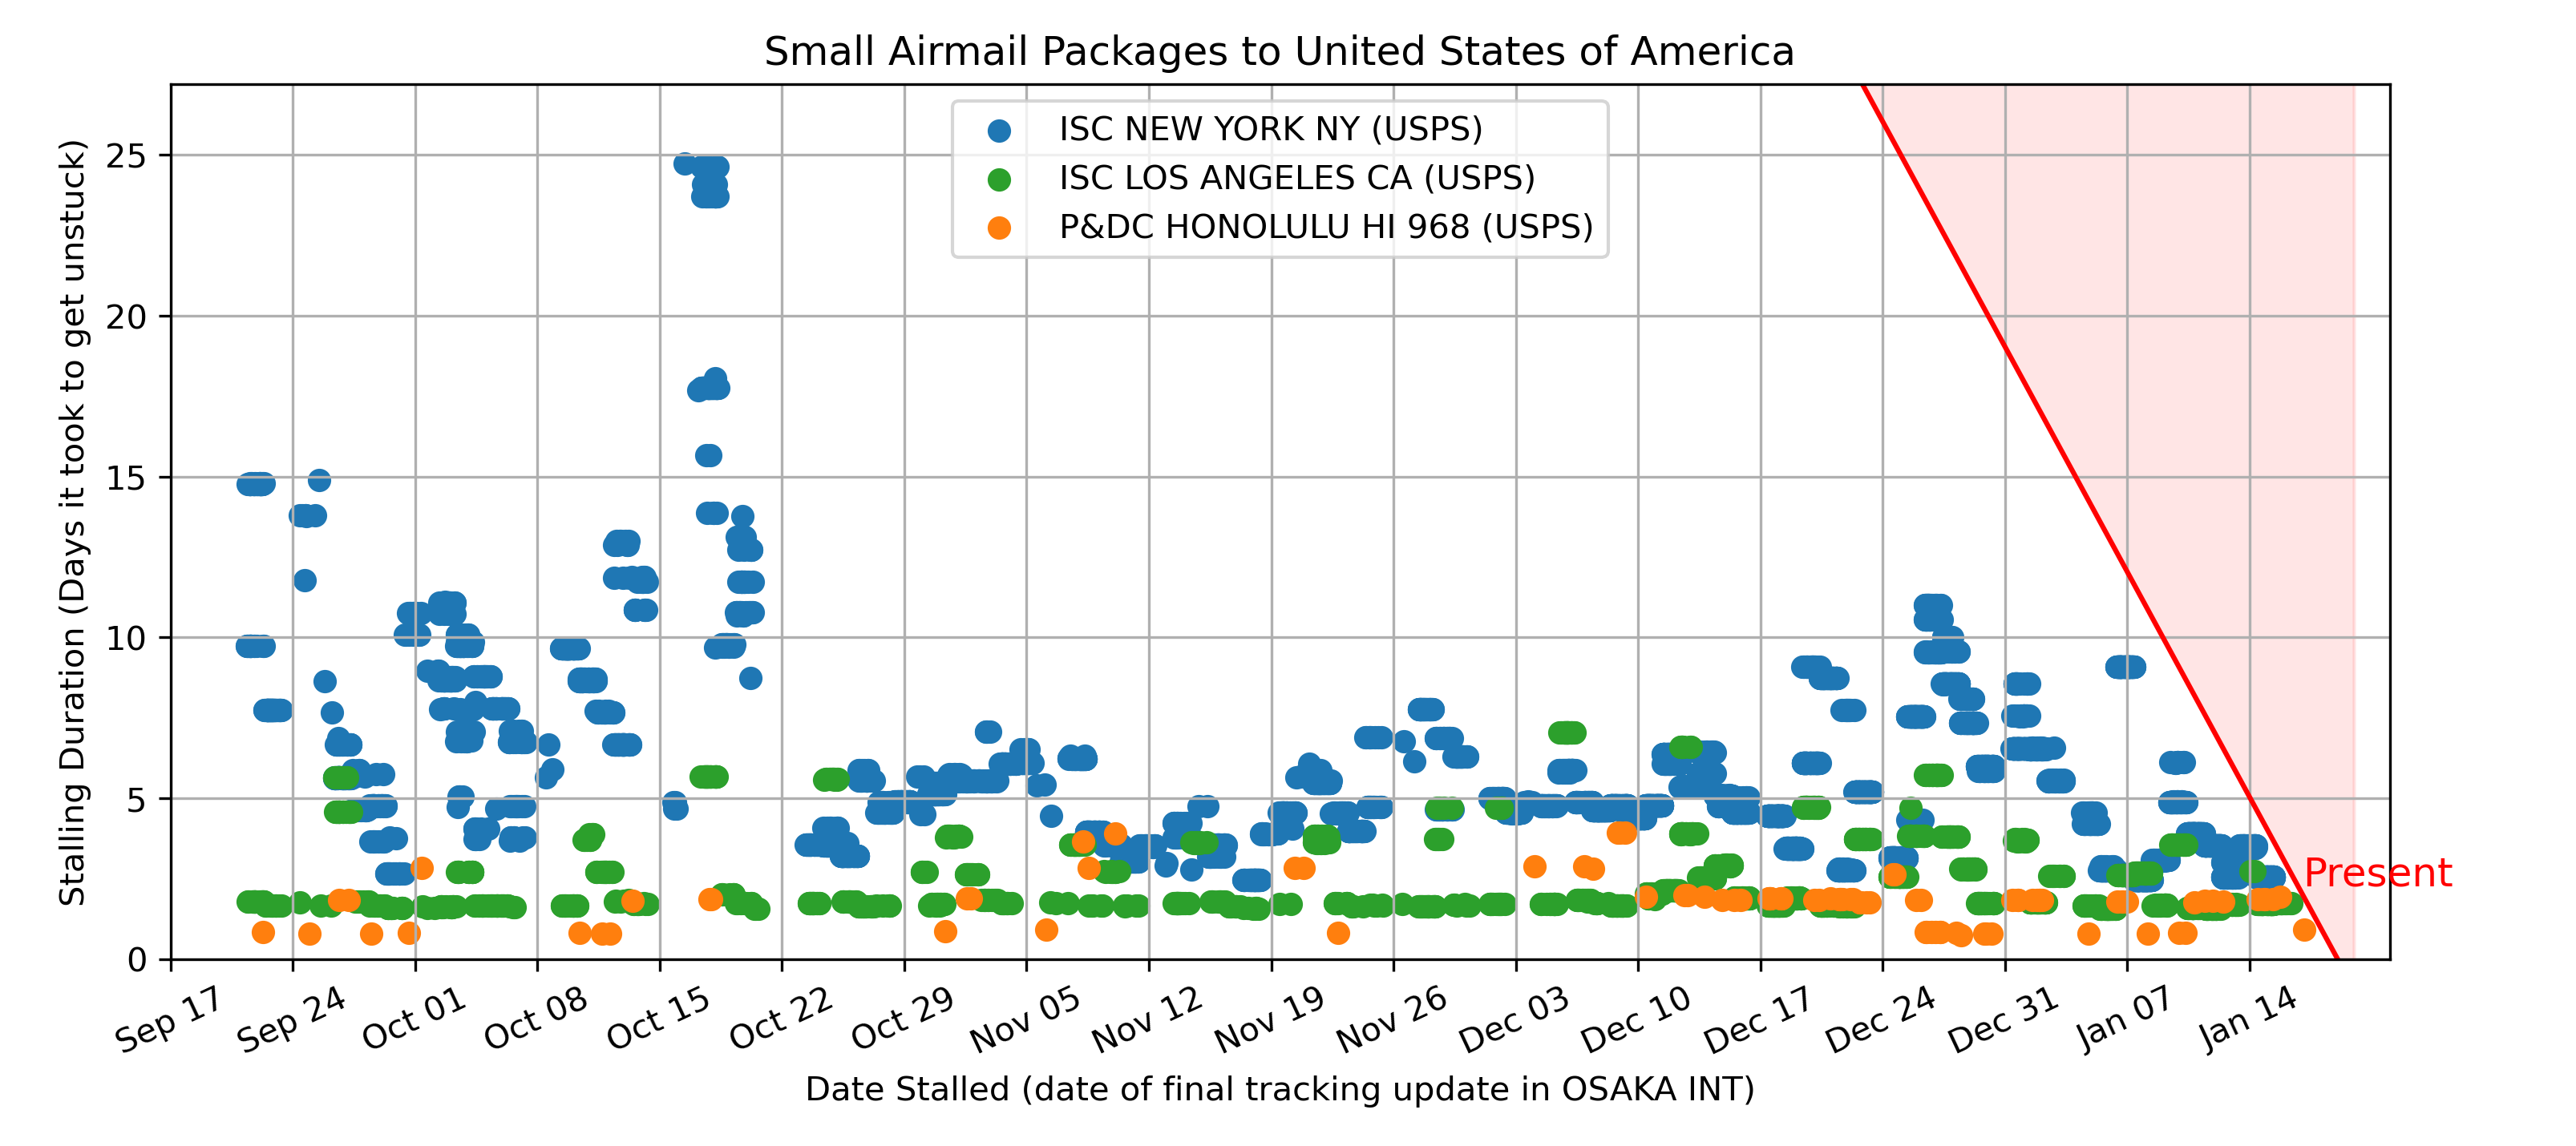 Small Airmail Packages to United States of America
ISC NEW YORK NY (USPS)
ISC LOS ANGELES CA (USPS)
P&DC HONOLULU HI 968 (USPS)
Stalling Duration (Days it took to get unstuck)
25
20
15
10
5
0
Present
Sep 17
Sep 24
Oct 01
Oct 08
Oct 15
Oct 22
Oct 29
Nov 05
Nov 12
Nov 19
Nov 26
Dec 03
Dec 10
Dec 17
Dec 24
Dec 31
Jan 07
Jan 14
Date Stalled (date of final tracking update in OSAKA INT)